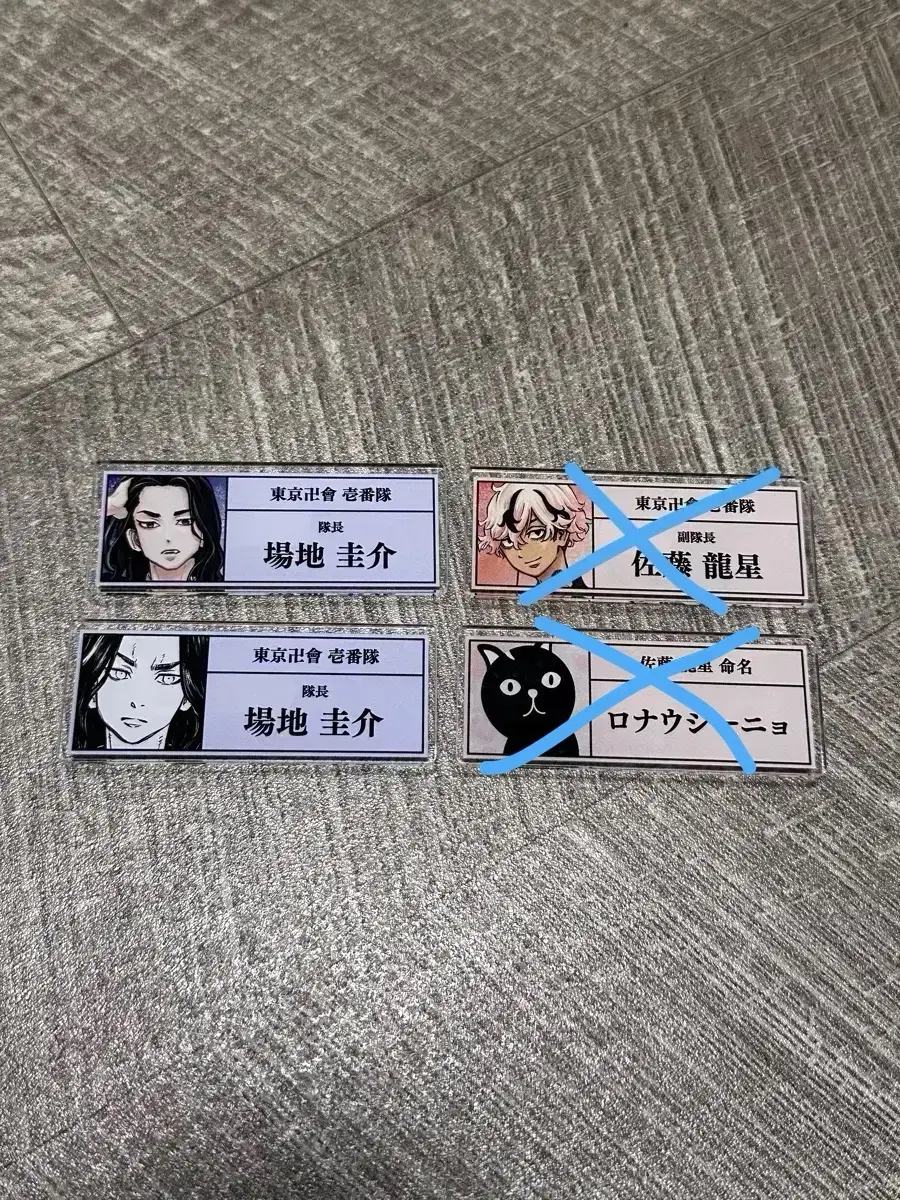 東京卍會 壱番隊
隊長
場地 圭介
東京卍會 壱番隊
副隊長
佐藤 龍星
東京卍會 壱番隊
隊長
場地 圭介
佐藤 龍星 命名
ロナウシーニョ